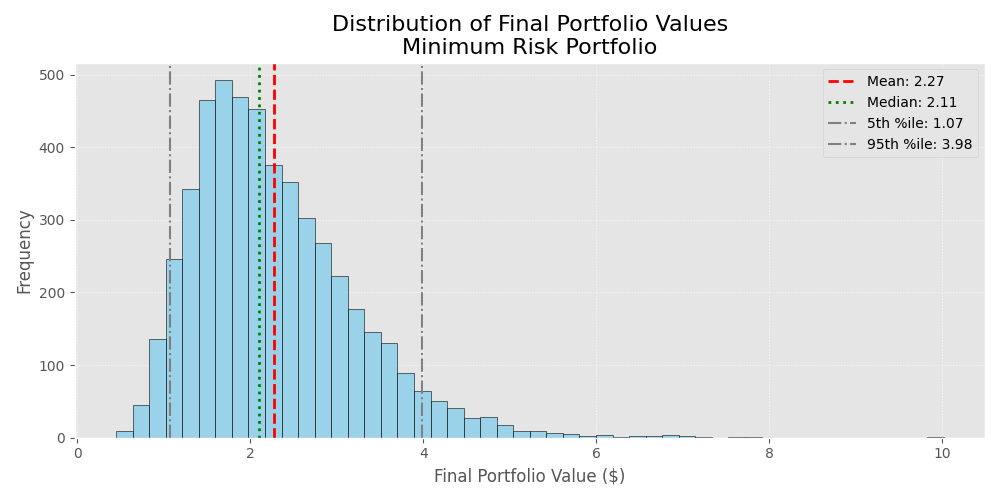 Distribution of Final Portfolio Values
Minimum Risk Portfolio
500
400
300
200
100
0
Frequency
0 2 4 6 8 10
Final Portfolio Value ($)
Mean: 2.27
Median: 2.11
5th %ile: 1.07
95th %ile: 3.98